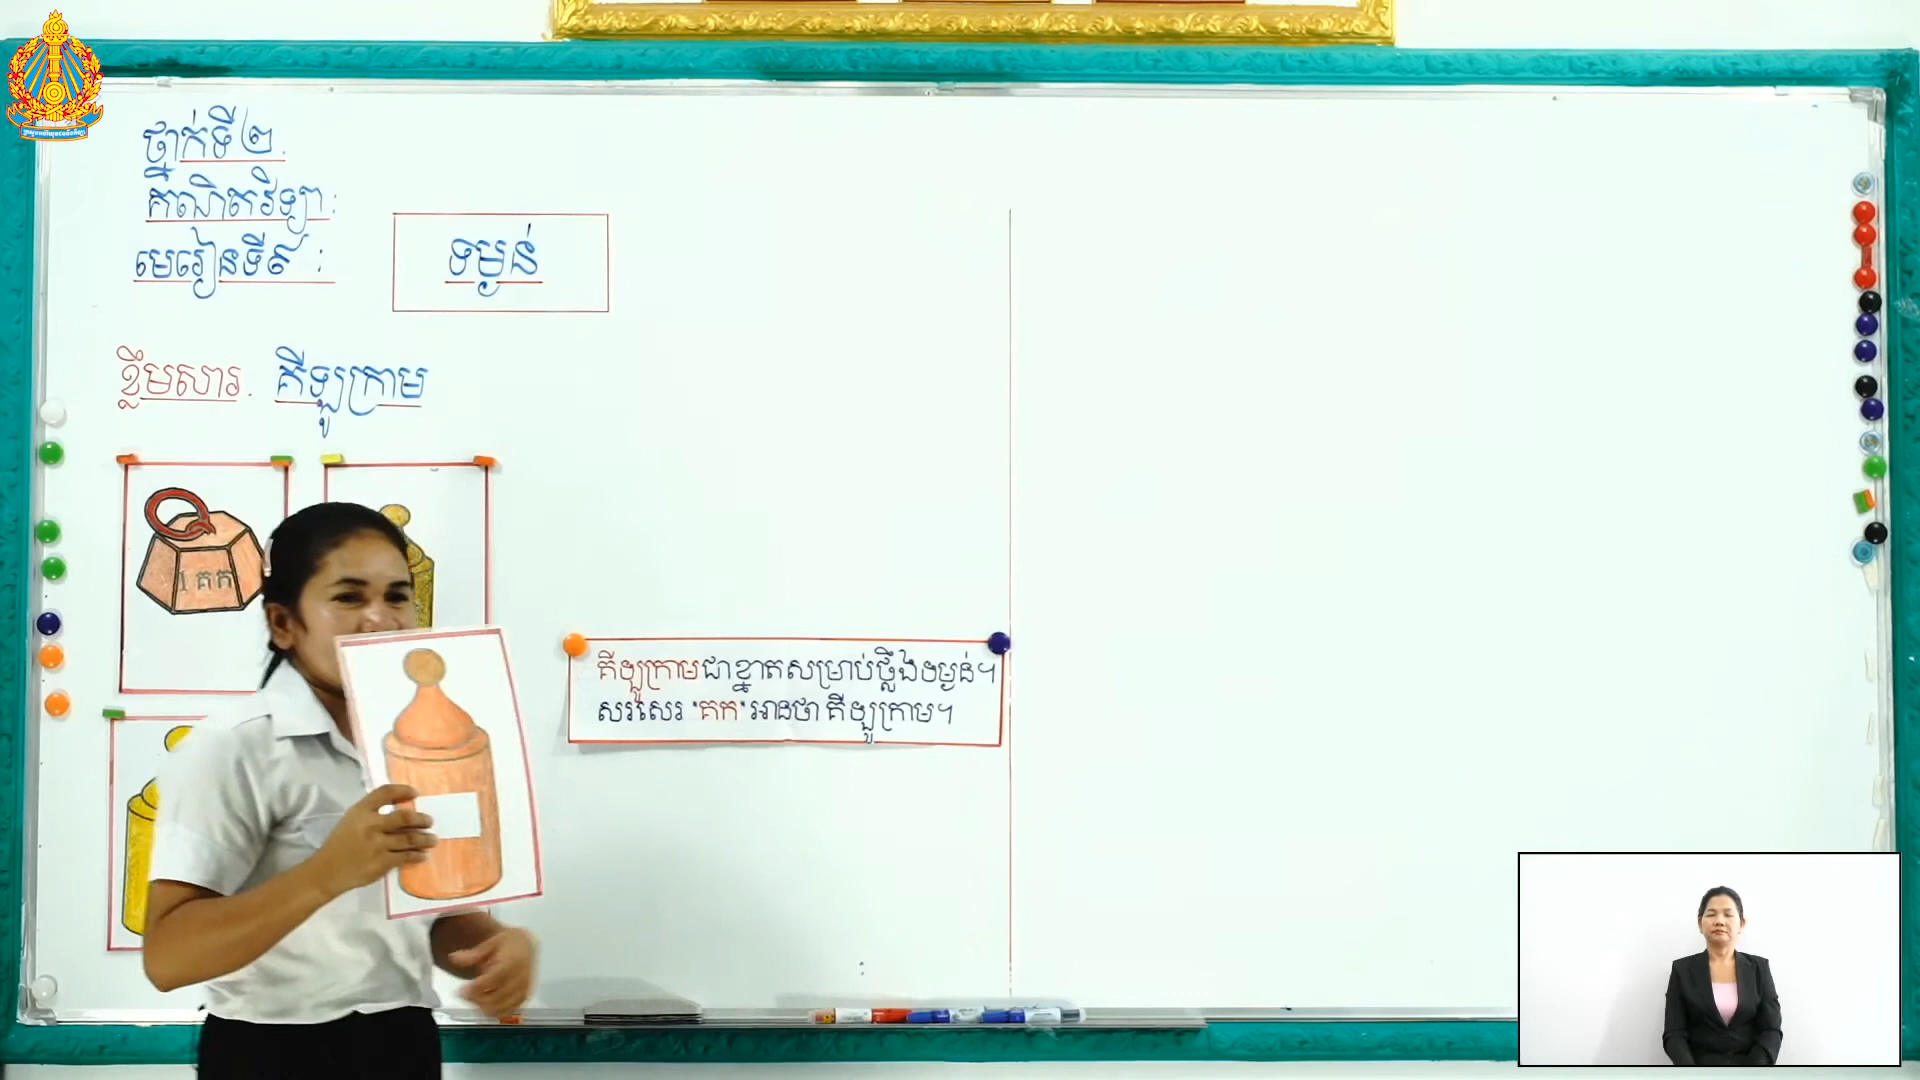 ថ្នាក់ទី២.
គណិតវិទ្យា :
មេរៀនទី៩ :
ទម្ងន់
ខ្លឹមសារ. គីឡូក្រាម
1 គក
គីឡូក្រាមជាខ្នាតសម្រាប់ថ្លឹងទម្ងន់។
សរសេរ "គក" អានថា គីឡូក្រាម។